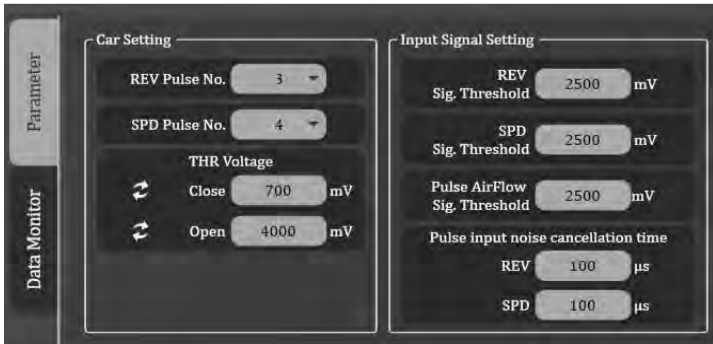 Parameter
Data Monitor
Car Setting
REV Pulse No. 3
SPD Pulse No. 4
THR Voltage
Close 700 mV
Open 4000 mV
Input Signal Setting
REV
Sig. Threshold 2500 mV
SPD
Sig. Threshold 2500 mV
Pulse AirFlow
Sig. Threshold 2500 mV
Pulse input noise cancellation time
REV 100 μs
SPD 100 μs